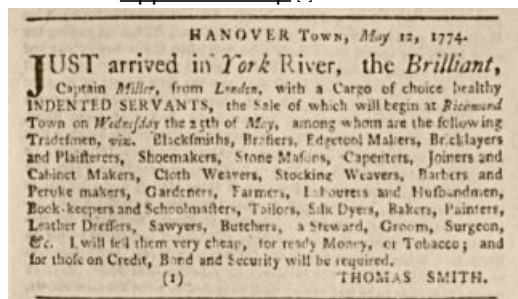 HANOVER TOWN, May 12, 1774.
JUST arrived in York River, the Brilliant,
Captain Miller, from London, with a Cargo of choice healthy
INDENTED SERVANTS, the Sale of which will begin at Richmond
Town on Wednesday the 25th of May, among whom are the following
Tradesmen, viz. Blacksmiths, Brasiers, Edgetool Makers, Bricklayers
and Plaisterers, Shoemakers, Stone Masons, Capenters, Joiners and
Cabinet Makers, Cloth Weavers, Stocking Weavers, Barbers and
Peruke makers, Gardeners, Farmers, Labourers and Husbandmen,
Book-keepers and Schoolmasters, Tailors, Silk Dyers, Bakers, Painters,
Leather Dressers, Sawyers, Butchers, a Steward, Groom, Surgeon,
&c. I will sell them very cheap, for ready Money, or Tobacco; and
for those on Credit, Bond and Security will be required.
(1) THOMAS SMITH.